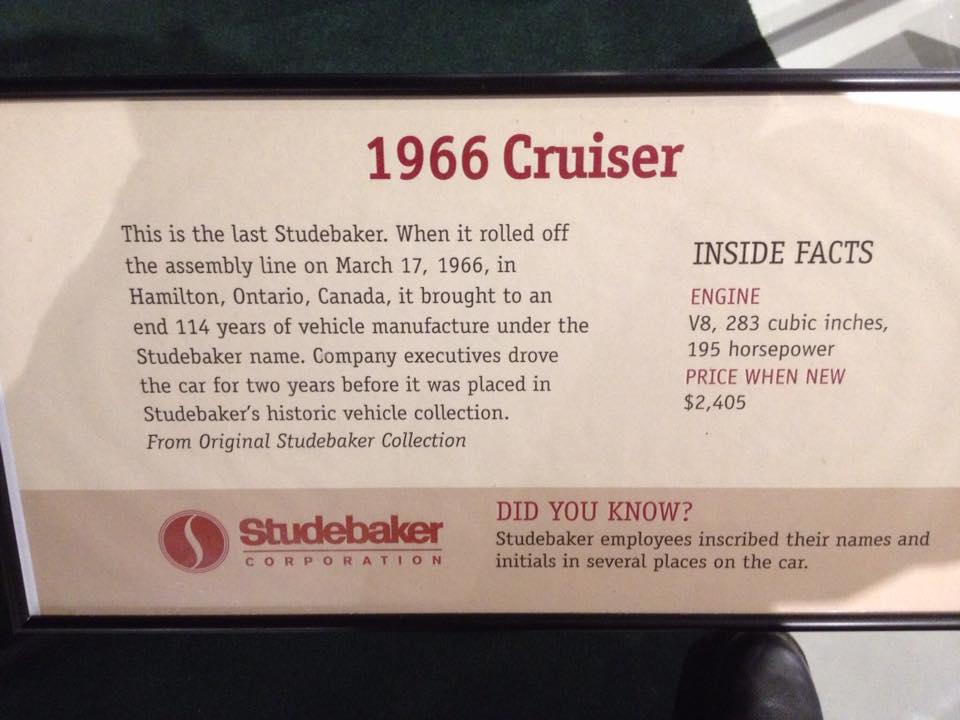 1966 Cruiser
This is the last Studebaker. When it rolled off
the assembly line on March 17, 1966, in
Hamilton, Ontario, Canada, it brought to an
end 114 years of vehicle manufacture under the
Studebaker name. Company executives drove
the car for two years before it was placed in
Studebaker's historic vehicle collection.
From Original Studebaker Collection
INSIDE FACTS
ENGINE
V8, 283 cubic inches,
195 horsepower
PRICE WHEN NEW
$2,405
Studebaker
CORPORATION
DID YOU KNOW?
Studebaker employees inscribed their names and
initials in several places on the car.